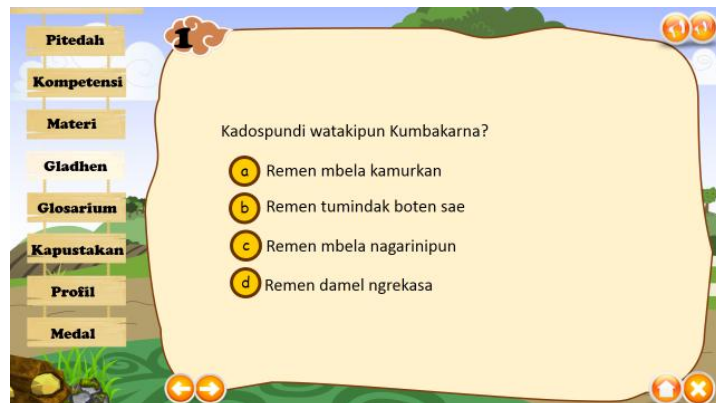 Pitedah
Kompetensi
Materi
Gladhen
Glosarium
Kapustakan
Profil
Medal
1
Kadospundi watakipun Kumbakarna?
a Remen mbela kamurkan
b Remen tumindak boten sae
c Remen mbela nagarinipun
d Remen damel ngrekasa